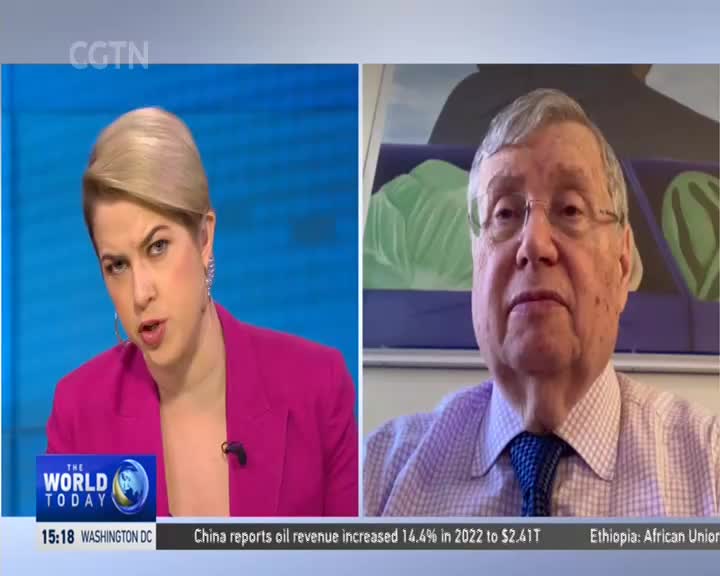 CGTN
THE
WORLD
TODAY
15:18 WASHINGTON DC China reports oil revenue increased 14.4% in 2022 to $2.41T Ethiopia: African Union